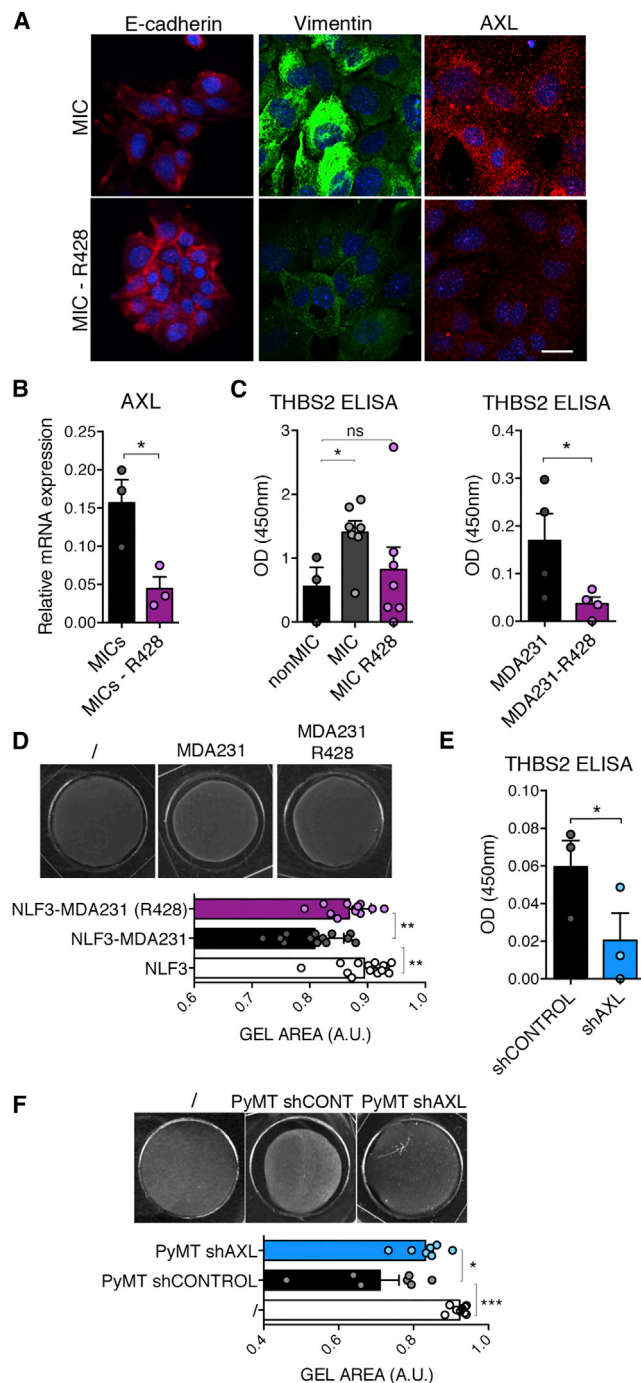 A
E-cadherin
Vimentin
AXL
MIC
MIC - R428
B
AXL
*
Relative mRNA expression
0.20
0.15
0.10
0.05
0.00
MICs
MICs - R428
C
THBS2 ELISA
ns
*
OD (450nm)
2
1
0
nonMIC
MIC
MIC R428
THBS2 ELISA
*
OD (450nm)
0.4
0.3
0.2
0.1
0.0
MDA231
MDA231-R428
D
/
MDA231
MDA231
R428
NLF3-MDA231 (R428)
NLF3-MDA231
NLF3
**
**
0.6
0.7
0.8
0.9
1.0
GEL AREA (A.U.)
E
THBS2 ELISA
*
OD (450nm)
0.10
0.08
0.06
0.04
0.02
0.00
shCONTROL
shAXL
F
/
PyMT shCONT
PyMT shAXL
PyMT shAXL
PyMT shCONTROL
/
*
***
0.4
0.6
0.8
1.0
GEL AREA (A.U.)